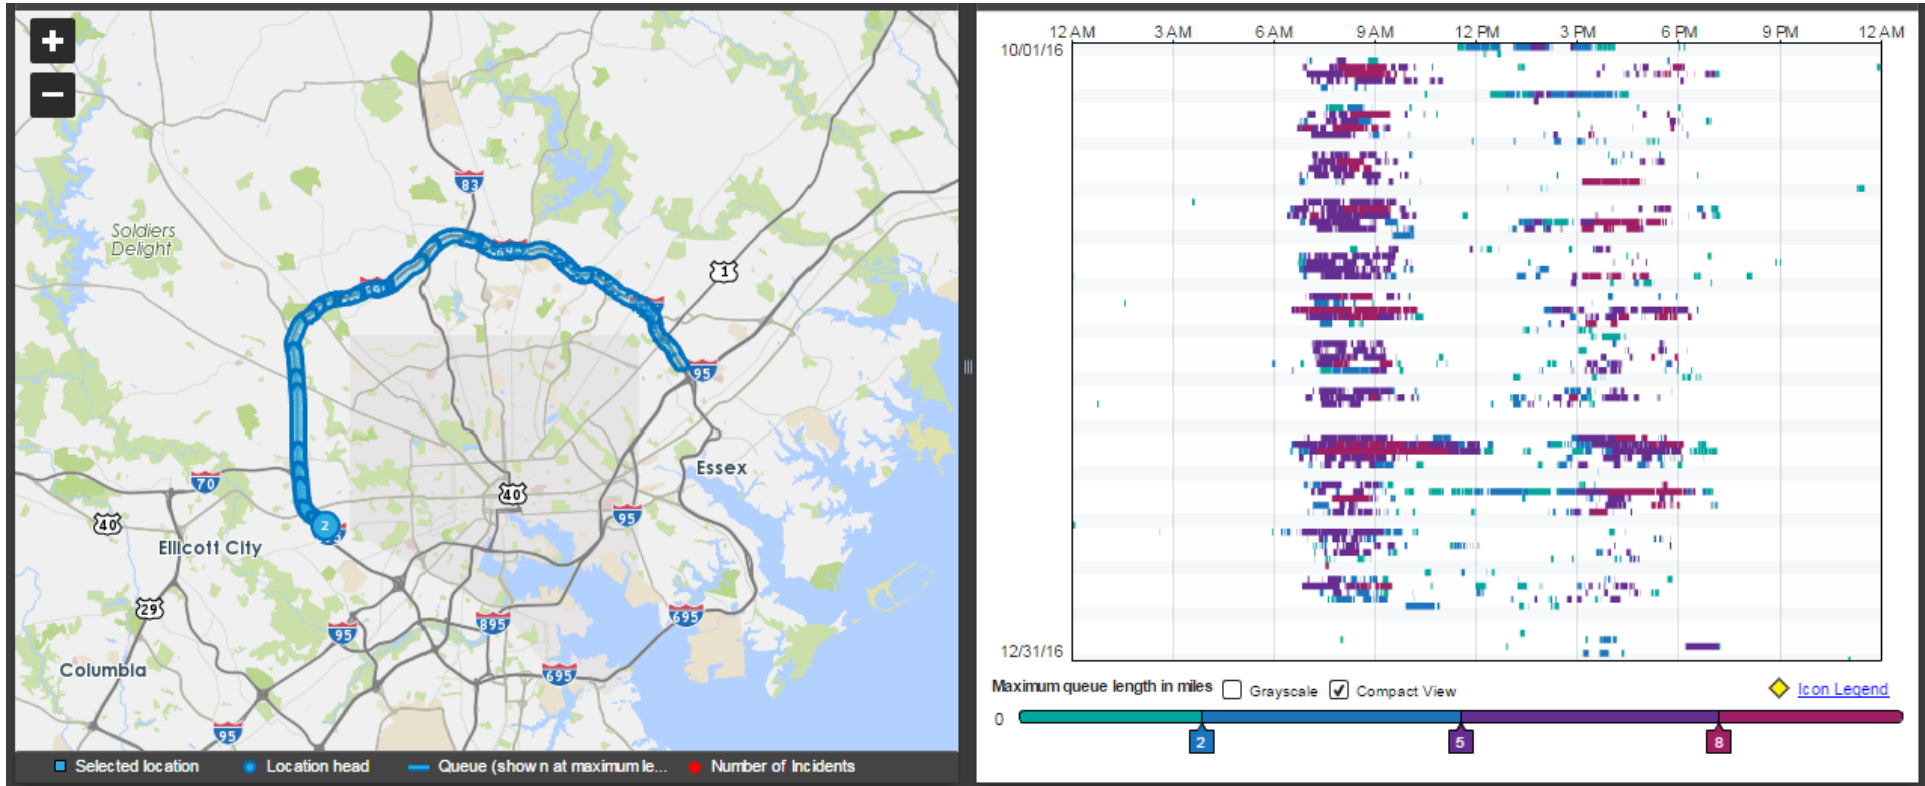 +
−
83
Soldiers
Delight
1
95
Essex
70
40
40
95
2
Ellicott City
29
95
895
695
695
Columbia
95
Selected location
Location head
Queue (shown at maximum le...
Number of Incidents
12 AM 3 AM 6 AM 9 AM 12 PM 3 PM 6 PM 9 PM 12 AM
10/01/16
12/31/16
Maximum queue length in miles Grayscale Compact View Icon Legend
0
2 5 8